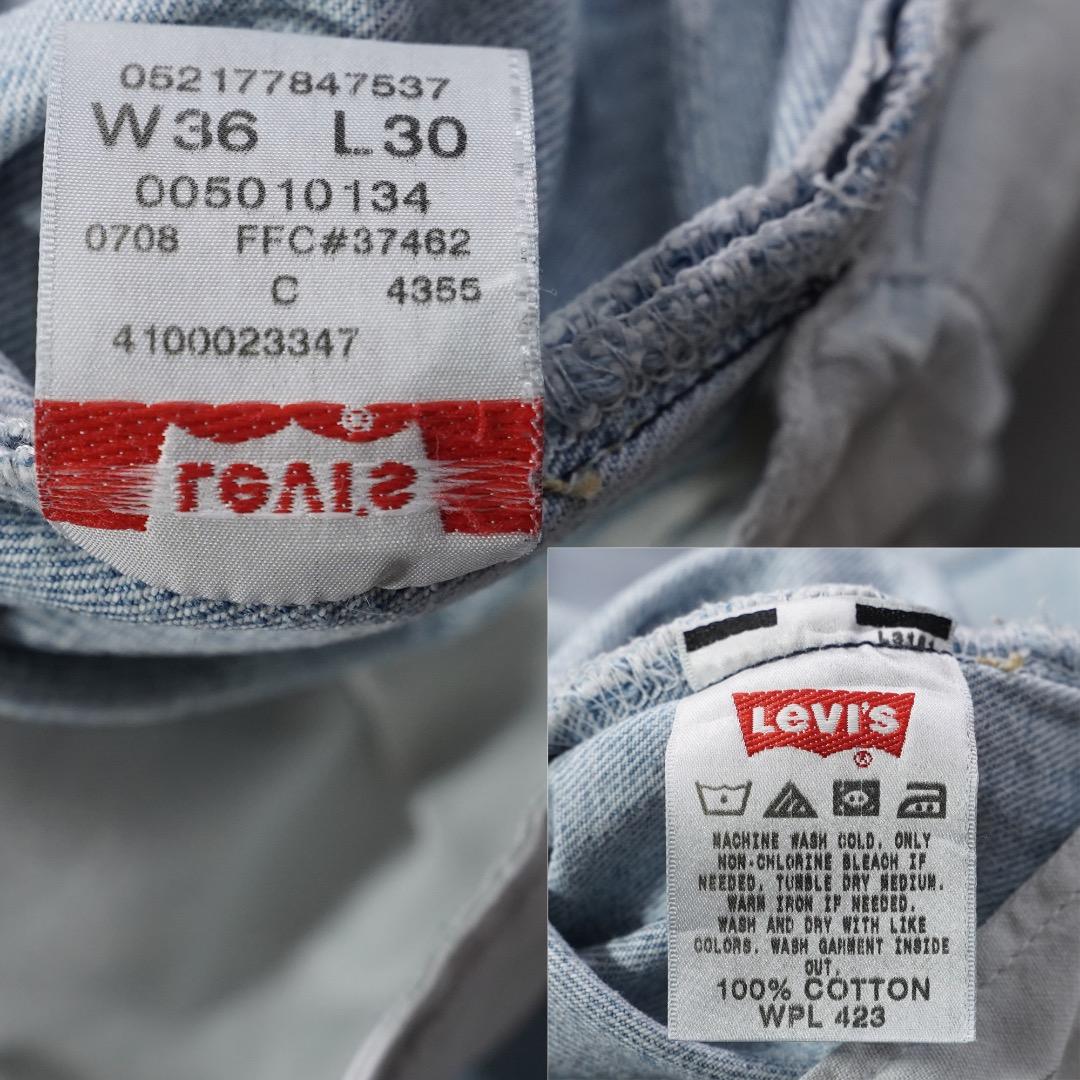 052177847537
W36 L30
005010134
0708 FFC#37462
C 4355
4100023347
LEVI'S
®
LEVI'S
®
MACHINE WASH COLD. ONLY
NON-CHLORINE BLEACH IF
NEEDED. TUMBLE DRY MEDIUM.
WARM IRON IF NEEDED.
WASH AND DRY WITH LIKE
COLORS. WASH GARMENT INSIDE
OUT.
100% COTTON
WPL 423